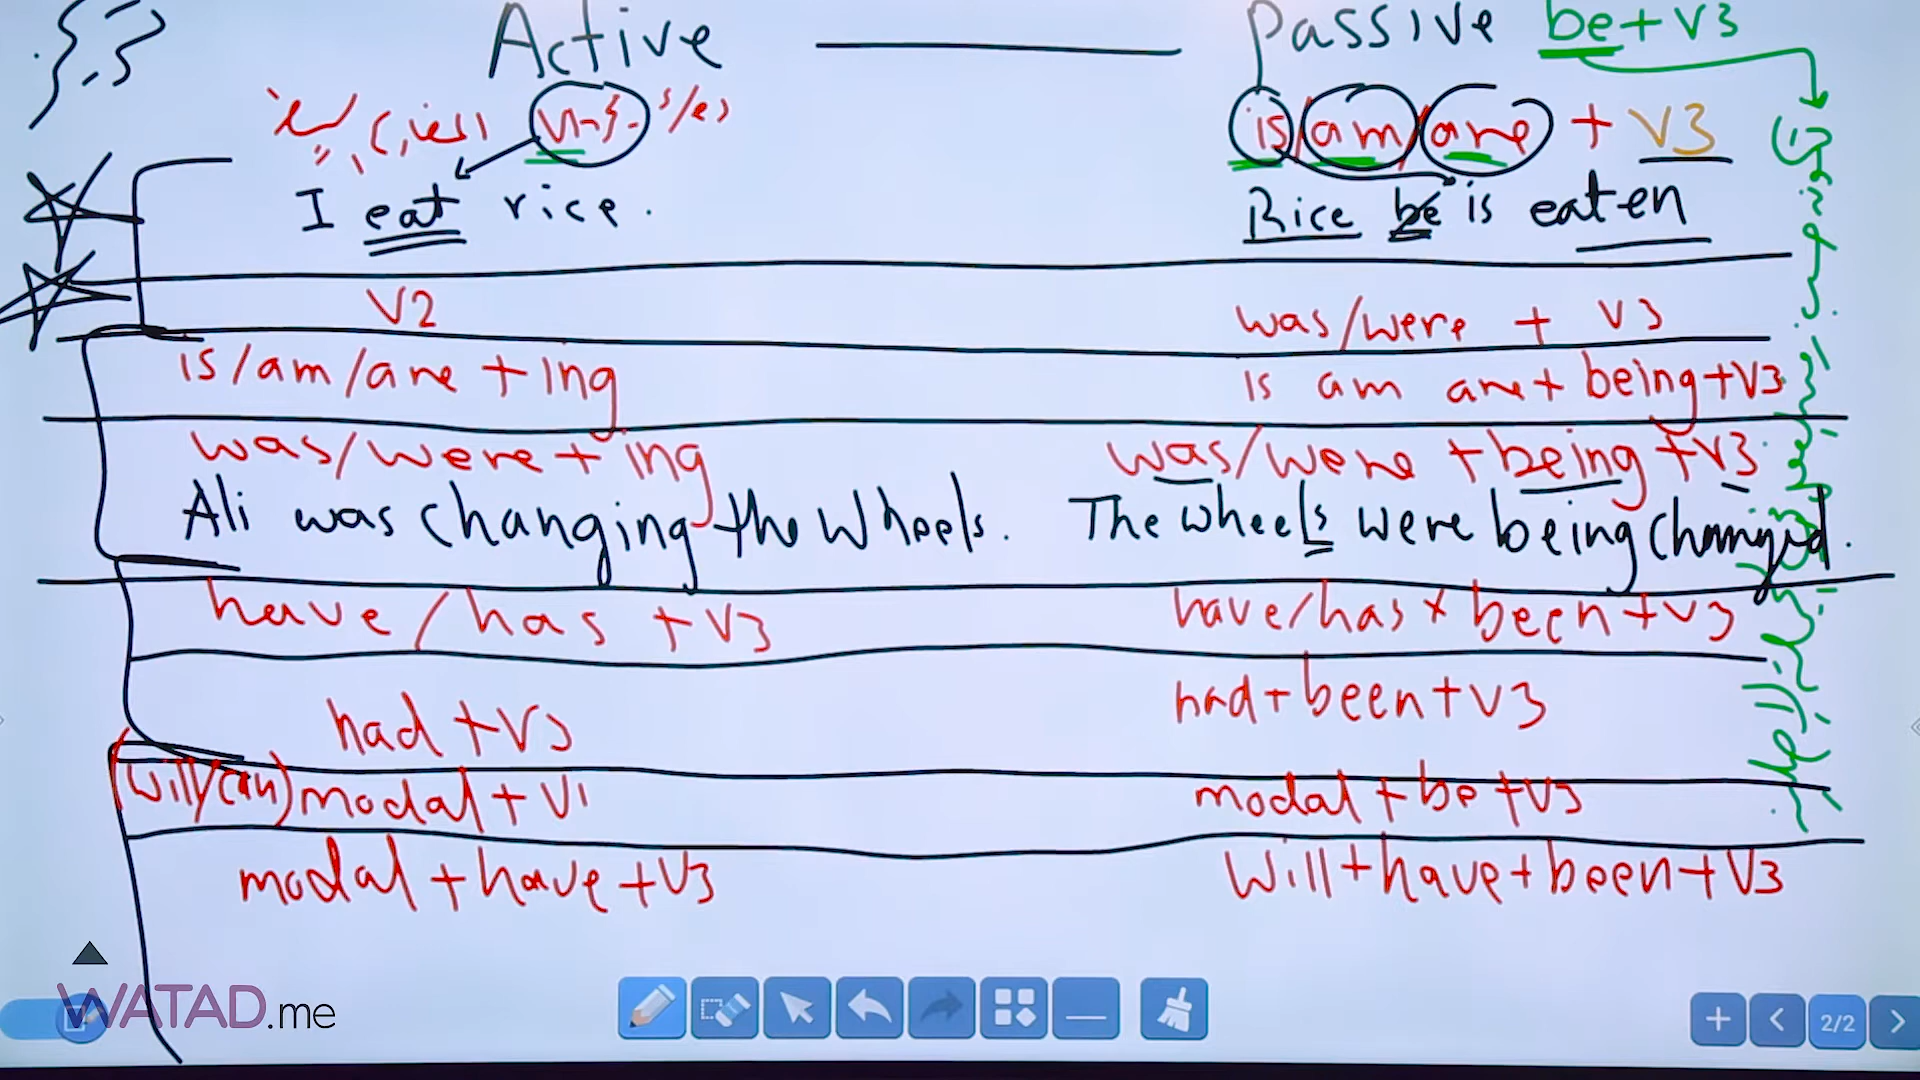 Active Passive be + V3
s/es is/am/are + V3
I eat rice. Rice be is eaten
V2 was/were + V3
is/am/are + ing is am are + being + V3
was/were + ing was/were + being + V3
Ali was changing the wheels. The wheels were being changed.
have/has + V3 have/has + been + V3
had + V3 had + been + V3
(will/can) modal + V1 modal + be + V3
modal + have + V3 Will + have + been + V3
WATAD.me
2/2